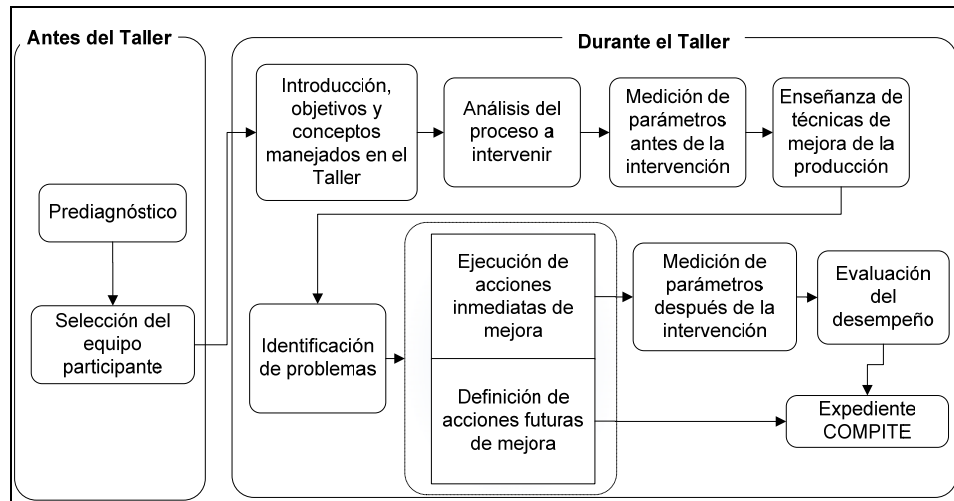 Antes del Taller
Prediagnóstico
Selección del
equipo
participante
Durante el Taller
Introducción,
objetivos y
conceptos
manejados en el
Taller
Análisis del
proceso a
intervenir
Medición de
parámetros
antes de la
intervención
Enseñanza de
técnicas de
mejora de la
producción
Identificación
de problemas
Ejecución de
acciones
inmediatas de
mejora
Definición de
acciones futuras
de mejora
Medición de
parámetros
después de la
intervención
Evaluación
del
desempeño
Expediente
COMPITE